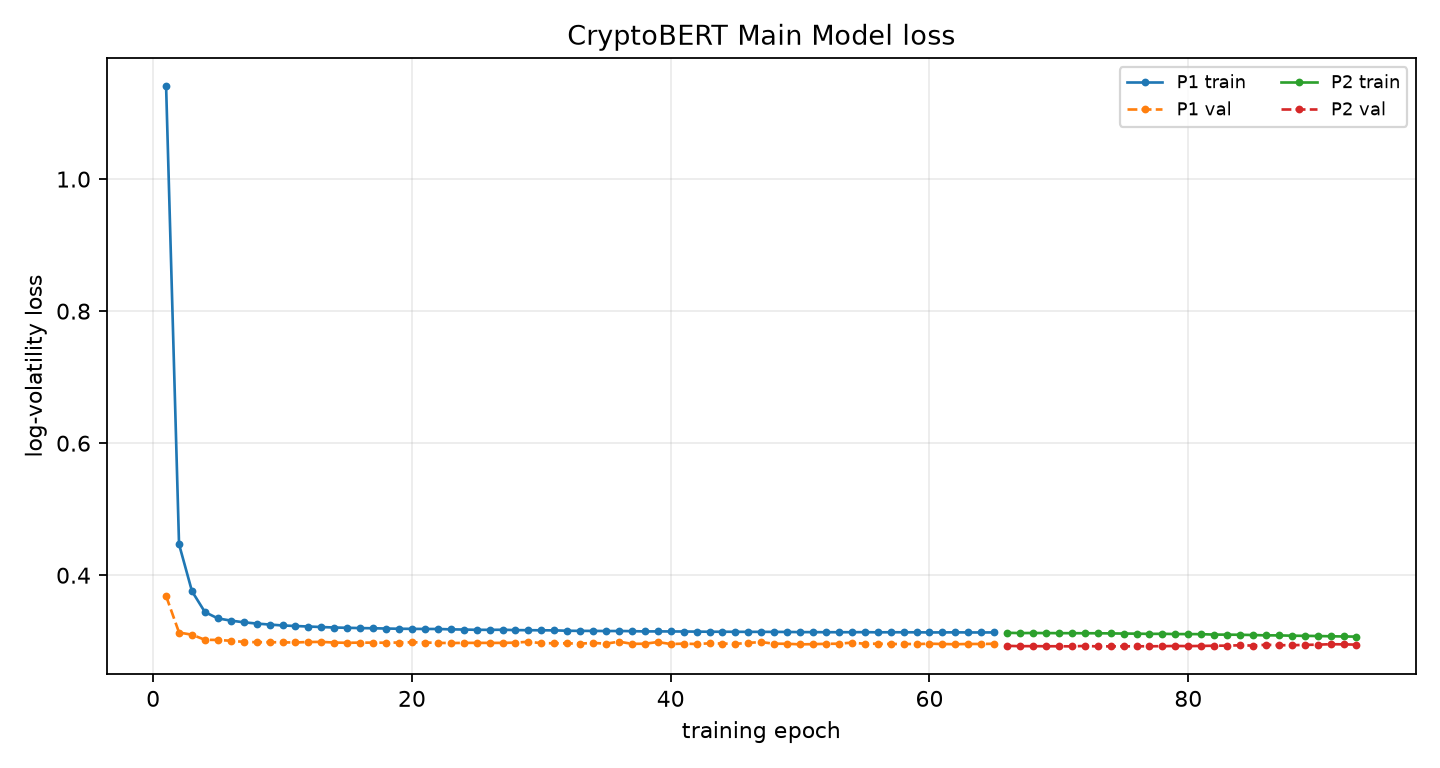 CryptoBERT Main Model loss
P1 train
P1 val
P2 train
P2 val
log-volatility loss
1.0
0.8
0.6
0.4
0
20
40
60
80
training epoch